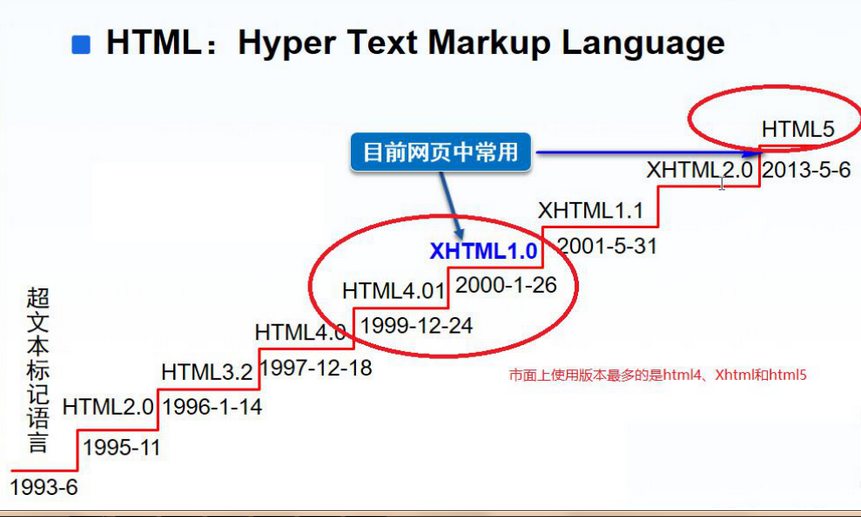 HTML：Hyper Text Markup Language
HTML5
目前网页中常用
XHTML2.0
2013-5-6
XHTML1.1
2001-5-31
XHTML1.0
2000-1-26
HTML4.01
1999-12-24
HTML4.0
1997-12-18
HTML3.2
1996-1-14
HTML2.0
1995-11
1993-6
超文本标记语言
市面上使用版本最多的是html4、Xhtml和html5